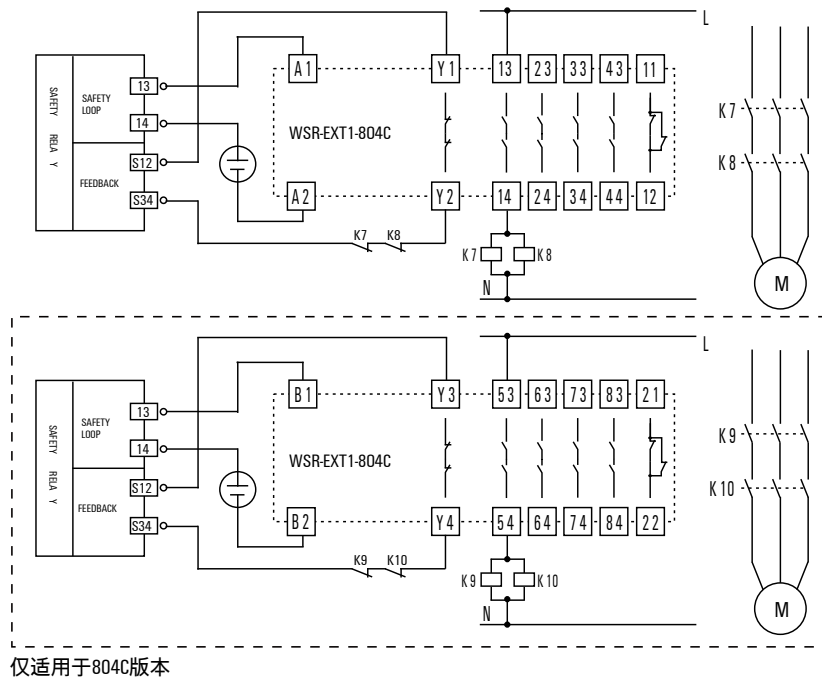 L
A1 Y1 13 23 33 43 11
13
SAFETY RELA Y
SAFETY LOOP
K7
14
WSR-EXT1-804C
S12
K8
FEEDBACK
S34
A2 Y2 14 24 34 44 12
K7 K8
K7 K8
M
N
L
B1 Y3 53 63 73 83 21
13
SAFETY RELA Y
SAFETY LOOP
K9
14
WSR-EXT1-804C
S12
K10
FEEDBACK
S34
B2 Y4 54 64 74 84 22
K9 K10
K9 K10
M
N
仅适用于804C版本